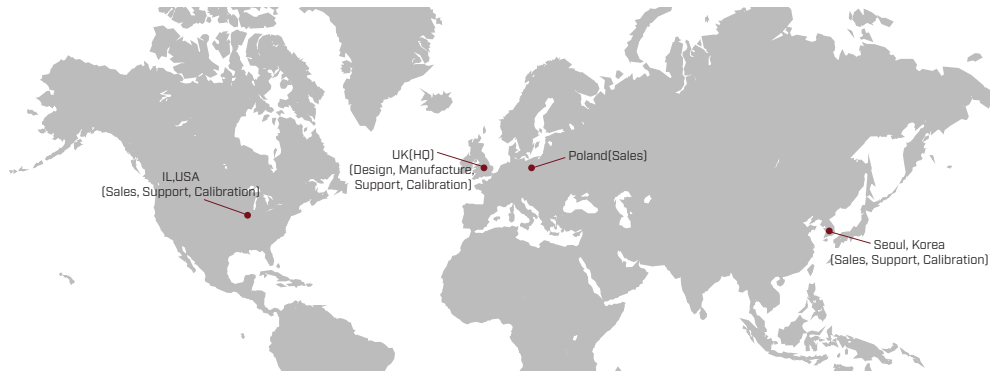 UK(HQ)
(Design, Manufacture,
Support, Calibration)
Poland(Sales)
IL,USA
(Sales, Support, Calibration)
Seoul, Korea
(Sales, Support, Calibration)